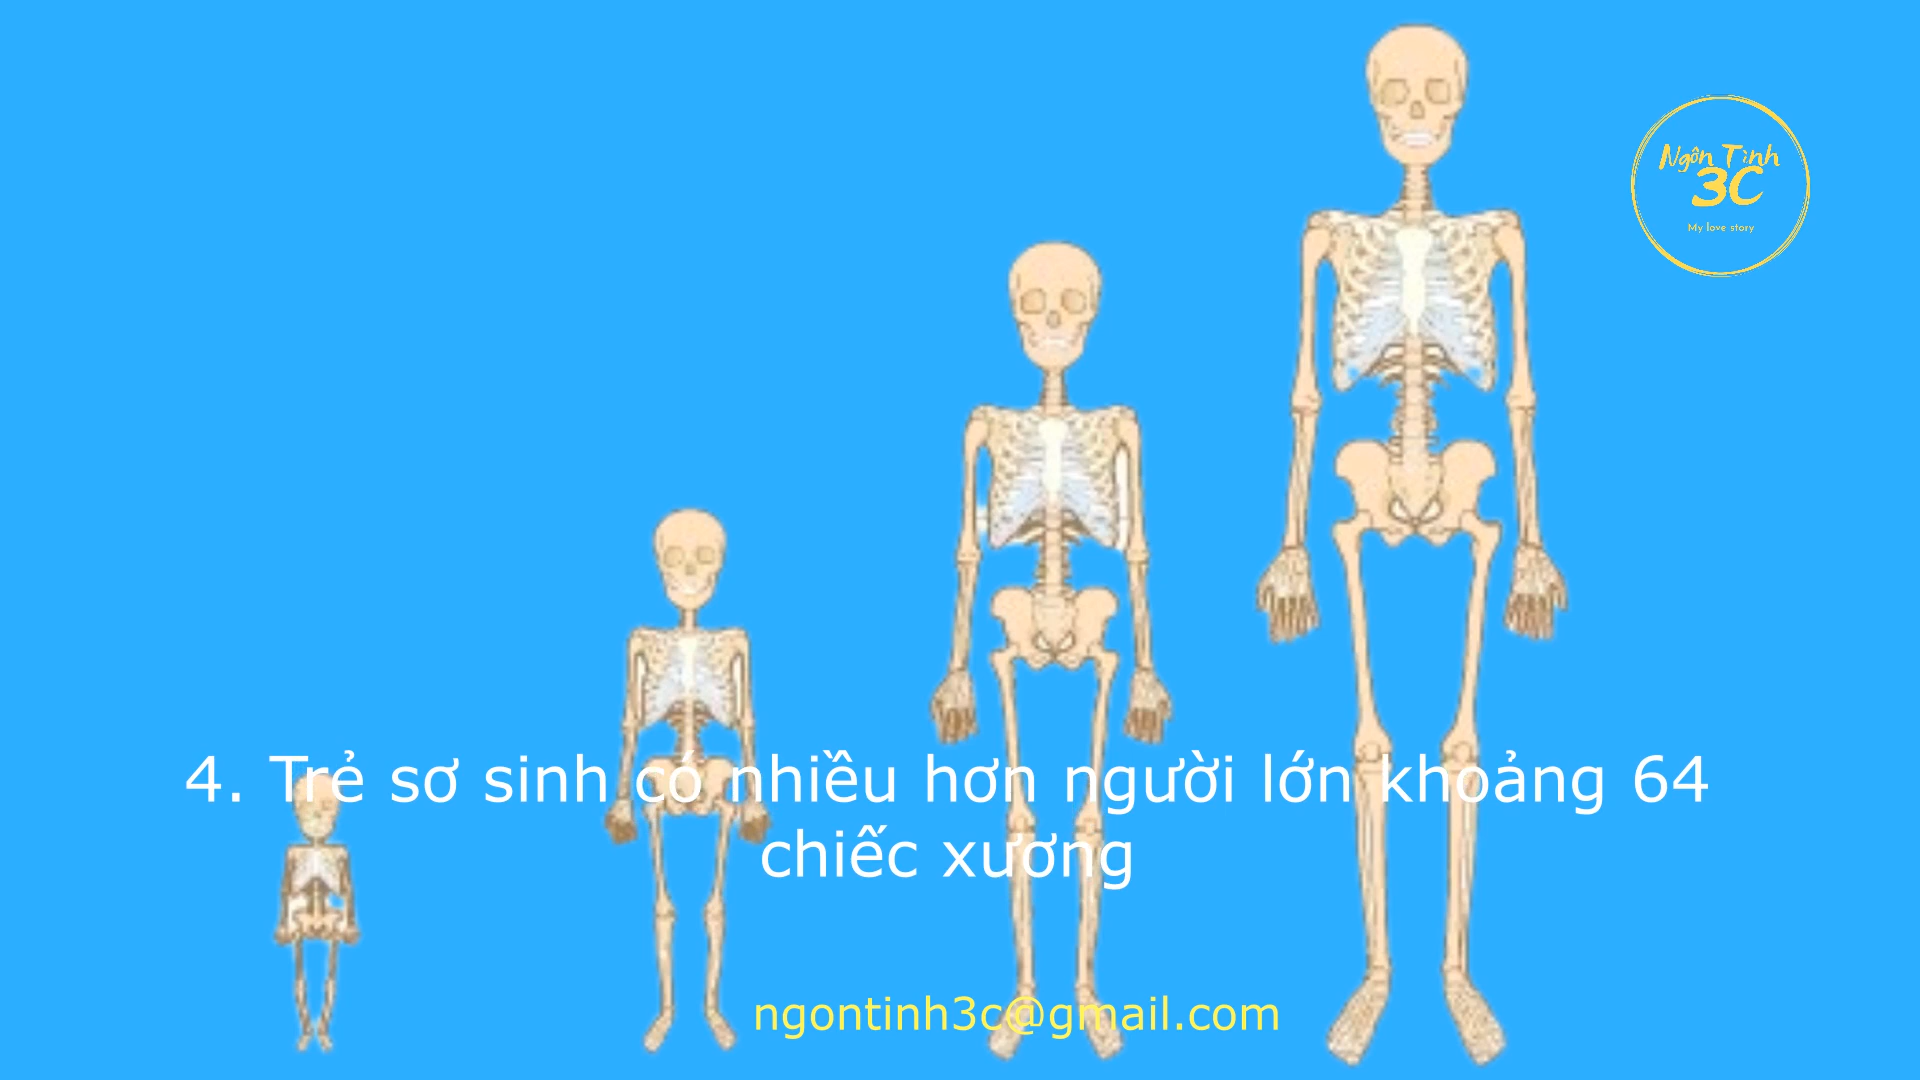 Ngôn Tình
3C
My love story
4. Trẻ sơ sinh có nhiều hơn người lớn khoảng 64
chiếc xương
ngontinh3c@gmail.com